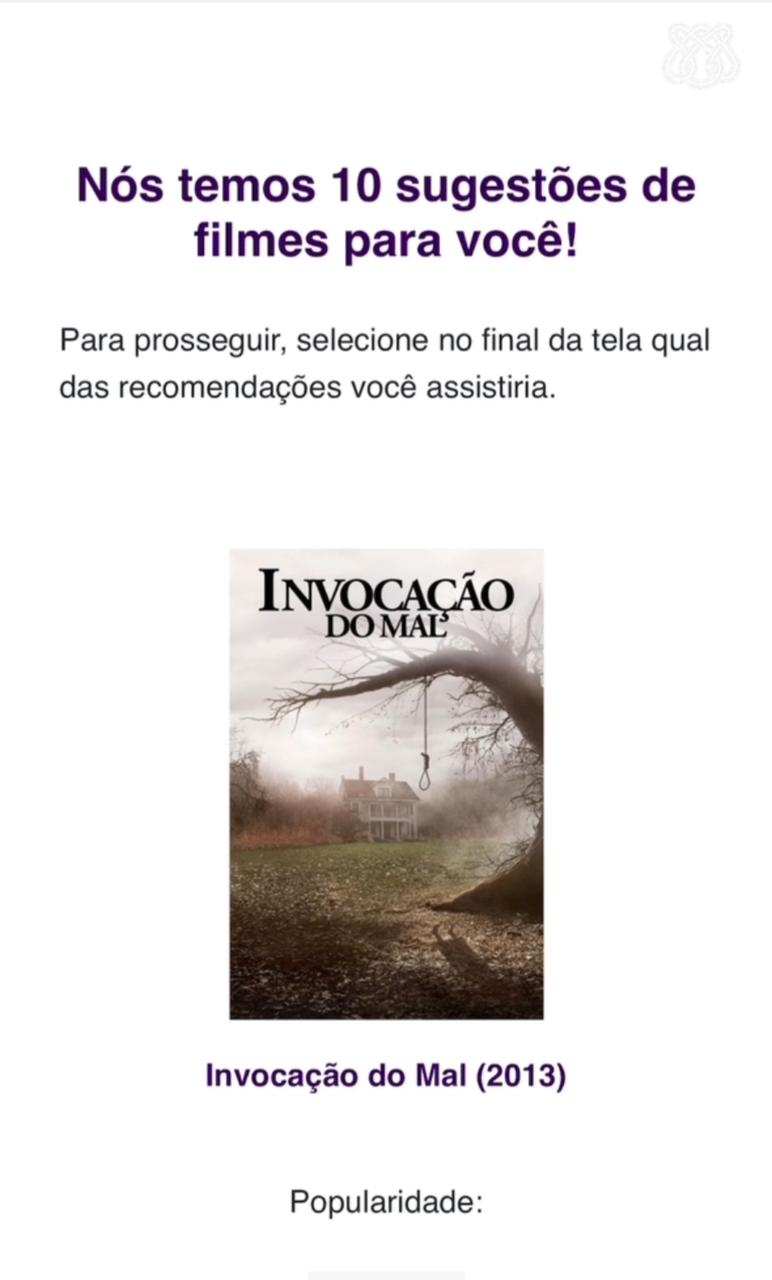 Nós temos 10 sugestões de
filmes para você!
Para prosseguir, selecione no final da tela qual
das recomendações você assistiria.
INVOCAÇÃO
DO MAL
Invocação do Mal (2013)
Popularidade: